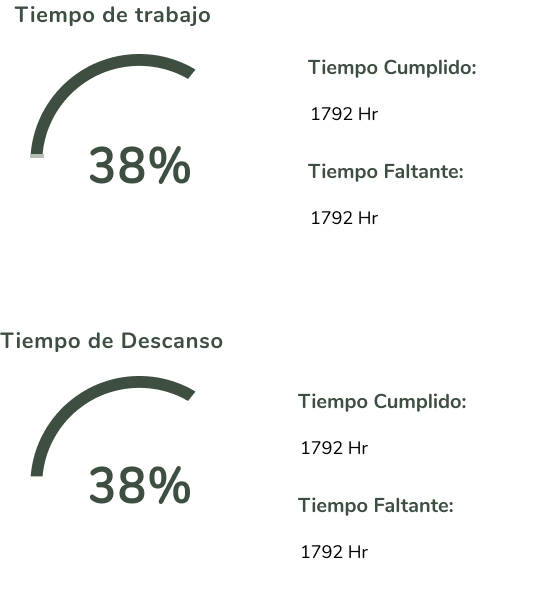 Tiempo de trabajo
38%
Tiempo Cumplido:
1792 Hr
Tiempo Faltante:
1792 Hr
Tiempo de Descanso
38%
Tiempo Cumplido:
1792 Hr
Tiempo Faltante:
1792 Hr